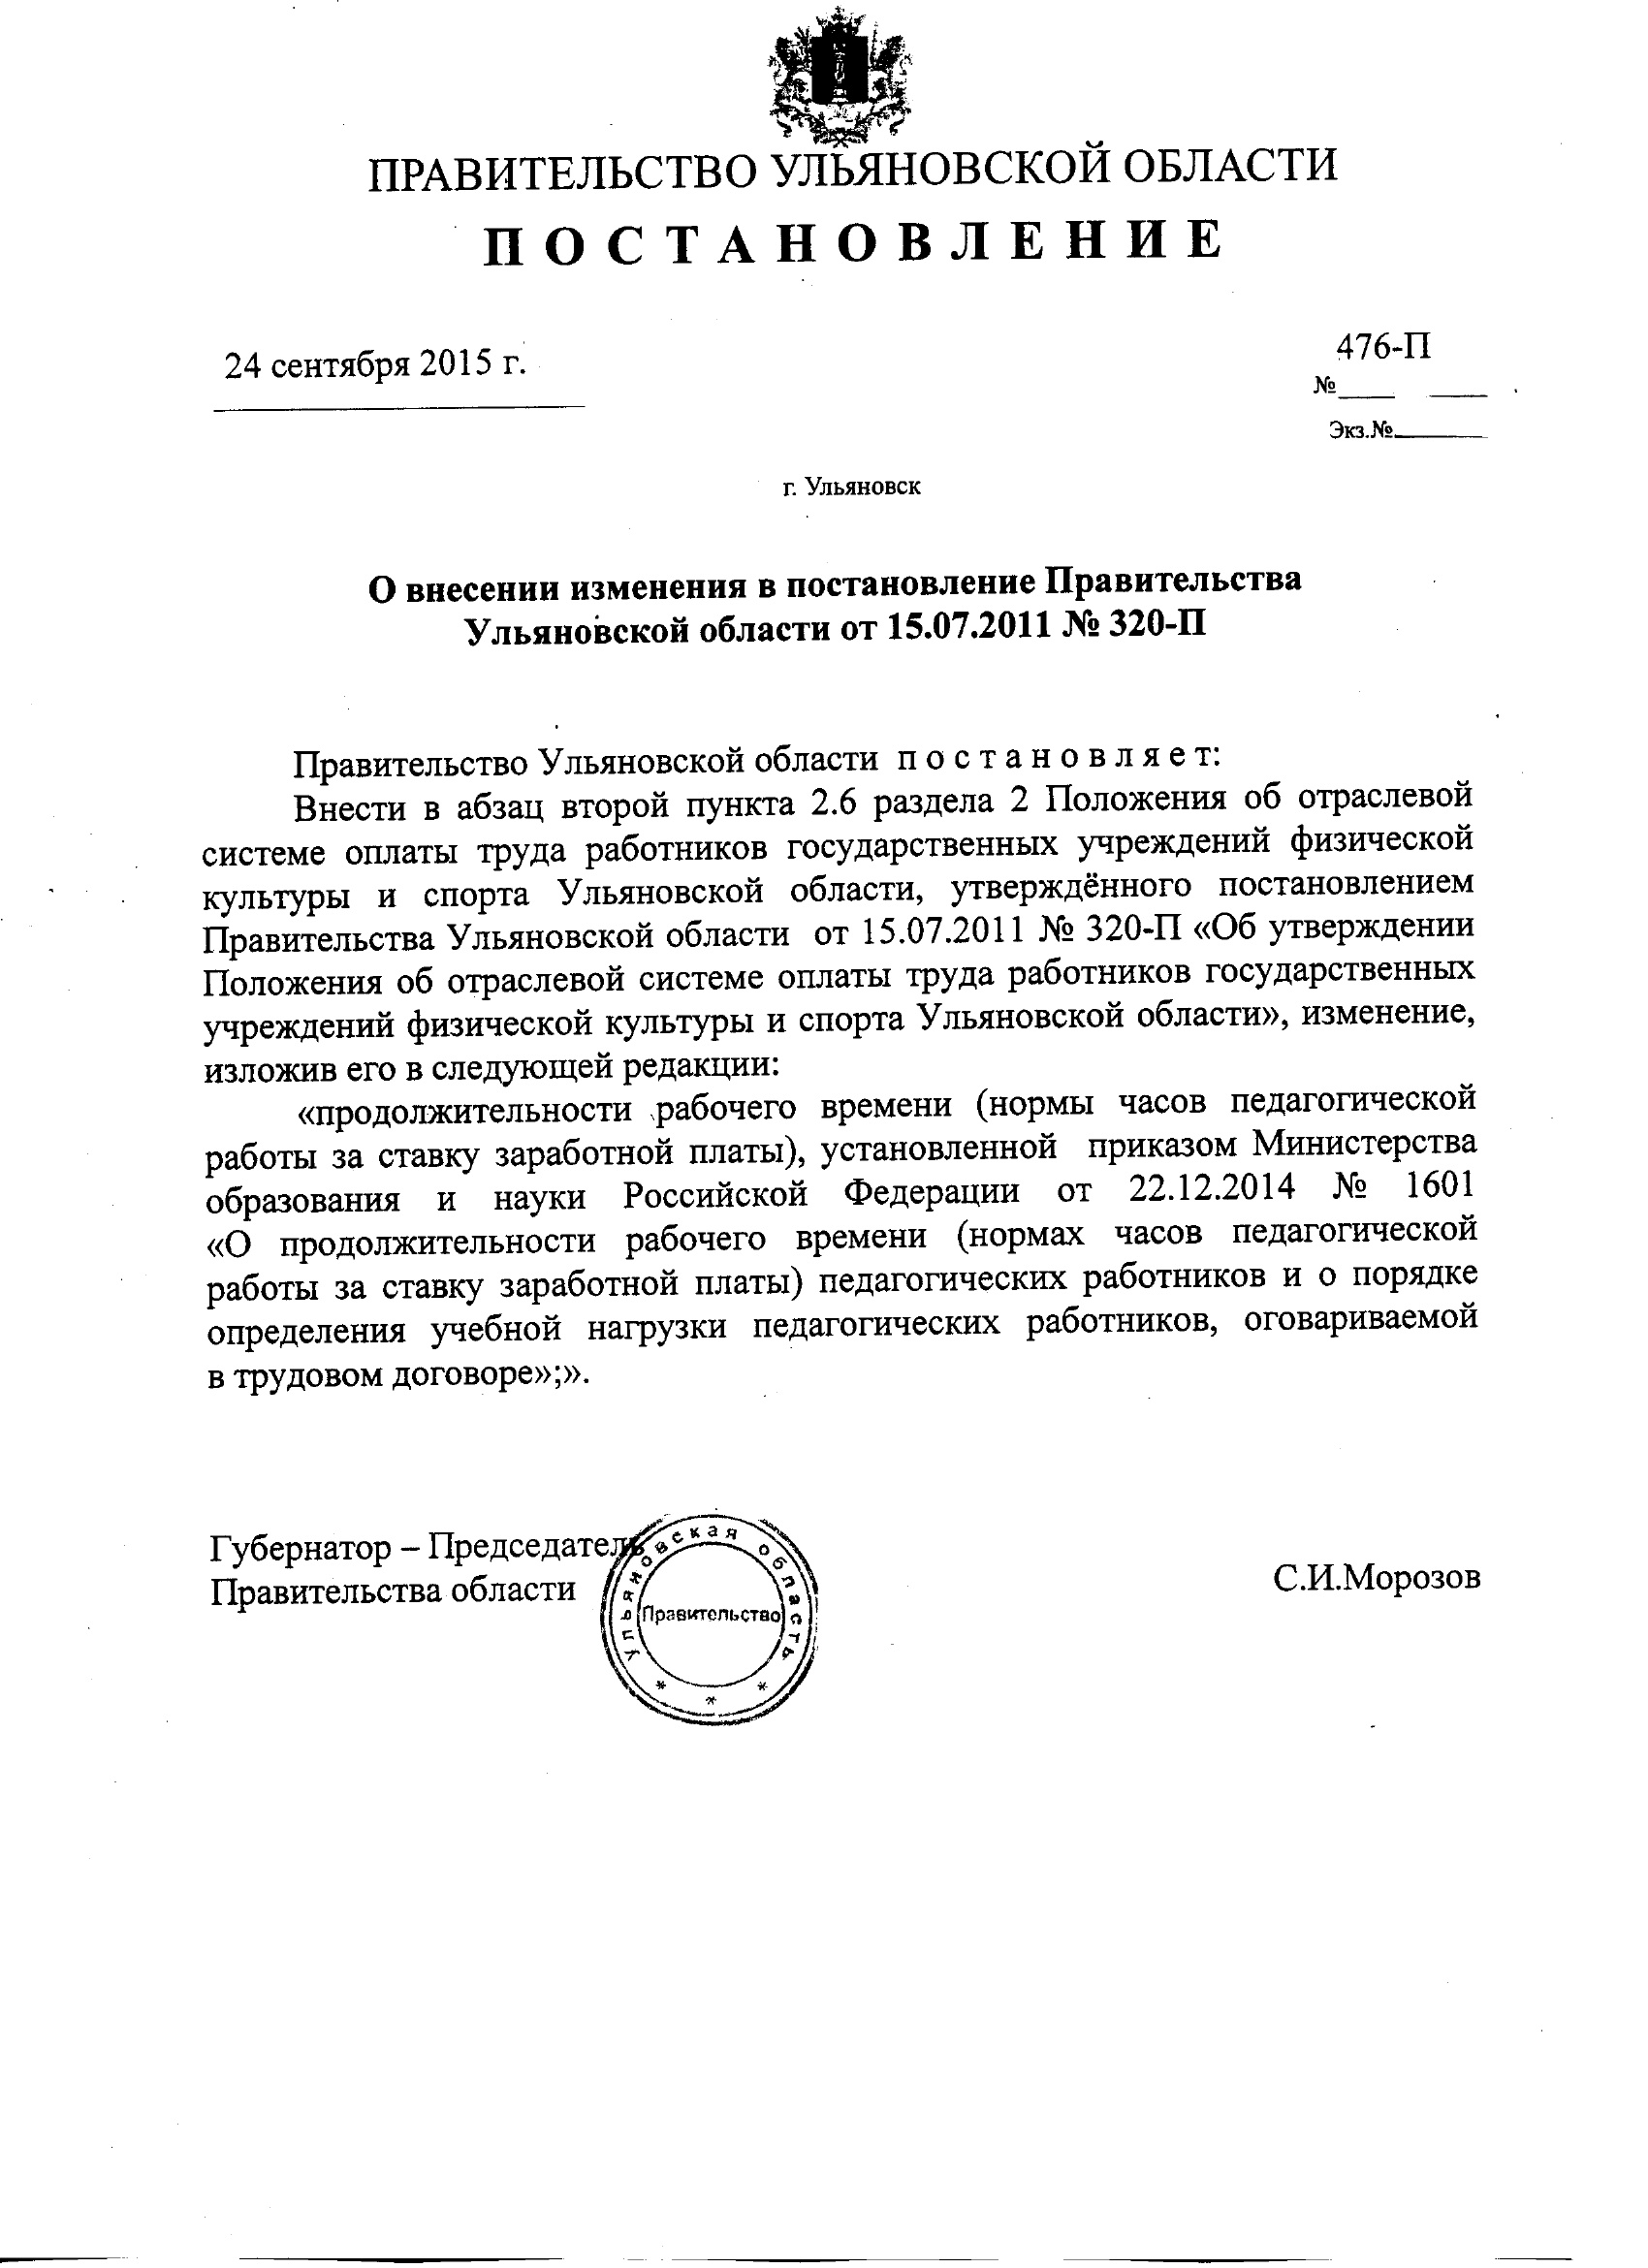 ПРАВИТЕЛЬСТВО УЛЬЯНОВСКОЙ ОБЛАСТИ
П О С Т А Н О В Л Е Н И Е
24 сентября 2015 г.
476-П
№____ ____
Экз.№______
г. Ульяновск
О внесении изменения в постановление Правительства
Ульяновской области от 15.07.2011 № 320-П
Правительство Ульяновской области п о с т а н о в л я е т:
Внести в абзац второй пункта 2.6 раздела 2 Положения об отраслевой
системе оплаты труда работников государственных учреждений физической
культуры и спорта Ульяновской области, утверждённого постановлением
Правительства Ульяновской области от 15.07.2011 № 320-П «Об утверждении
Положения об отраслевой системе оплаты труда работников государственных
учреждений физической культуры и спорта Ульяновской области», изменение,
изложив его в следующей редакции:
«продолжительности рабочего времени (нормы часов педагогической
работы за ставку заработной платы), установленной приказом Министерства
образования и науки Российской Федерации от 22.12.2014 № 1601
«О продолжительности рабочего времени (нормах часов педагогической
работы за ставку заработной платы) педагогических работников и о порядке
определения учебной нагрузки педагогических работников, оговариваемой
в трудовом договоре»;».
Губернатор – Председатель
Правительства области
С.И.Морозов
Ульяновская область
Правительство
* * *